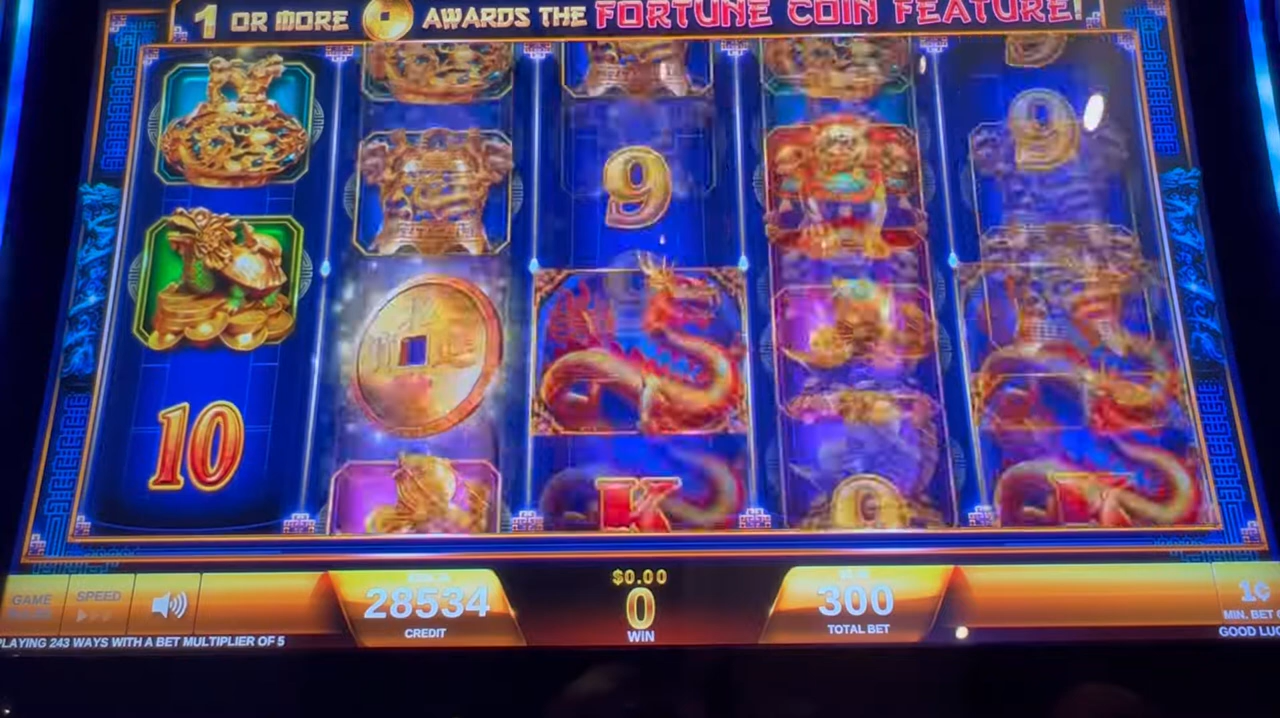 1 OR MORE AWARDS THE FORTUNE COIN FEATURE!
9
9
10
K
9
K
GAME
SPEED
28534
CREDIT
$0.00
0
WIN
300
TOTAL BET
1¢
MIN. BET
PLAYING 243 WAYS WITH A BET MULTIPLIER OF 5
GOOD LUC